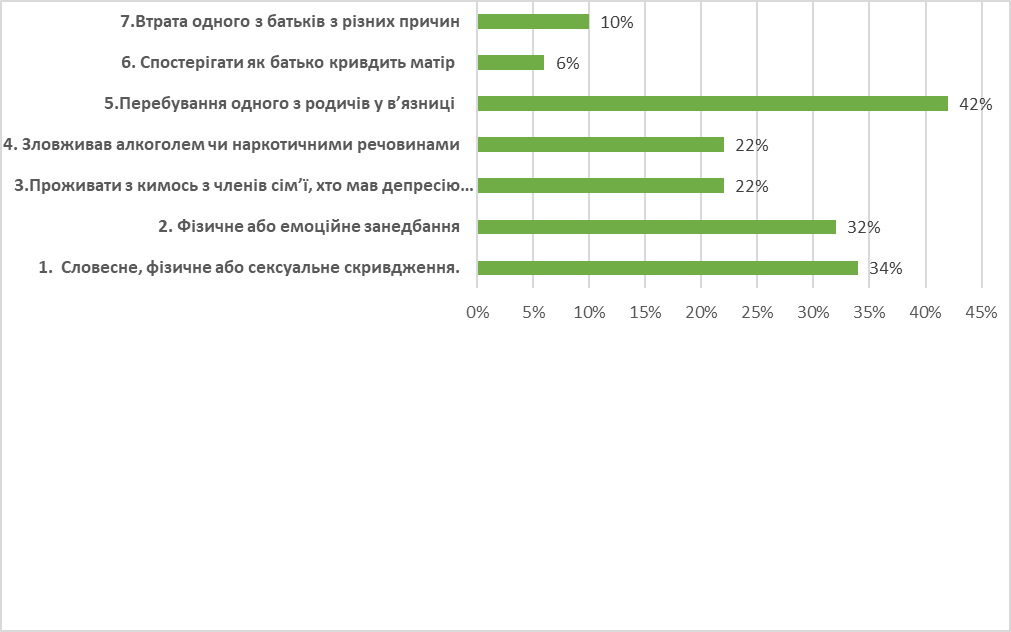 7.Втрата одного з батьків з різних причин
10%
6. Спостерігати як батько кривдить матір
6%
5.Перебування одного з родичів у в’язниці
42%
4. Зловживав алкоголем чи наркотичними речовинами
22%
3.Проживати з кимось з членів сім’ї, хто мав депресію…
22%
2. Фізичне або емоційне занедбання
32%
1.  Словесне, фізичне або сексуальне скривдження.
34%
0% 5% 10% 15% 20% 25% 30% 35% 40% 45%